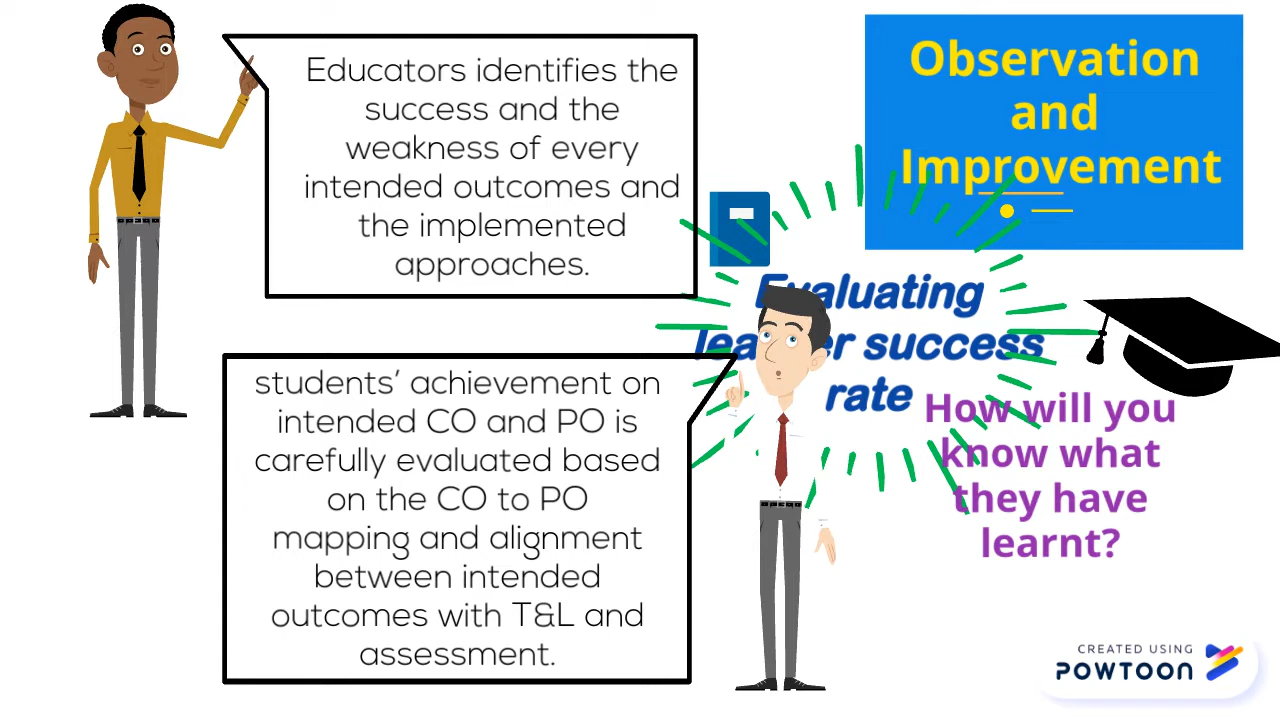 Educators identifies the
success and the
weakness of every
intended outcomes and
the implemented
approaches.
Observation
and
Improvement
Evaluating
learner success
rate
How will you
know what
they have
learnt?
students’ achievement on
intended CO and PO is
carefully evaluated based
on the CO to PO
mapping and alignment
between intended
outcomes with T&L and
assessment.
CREATED USING
POWTOON